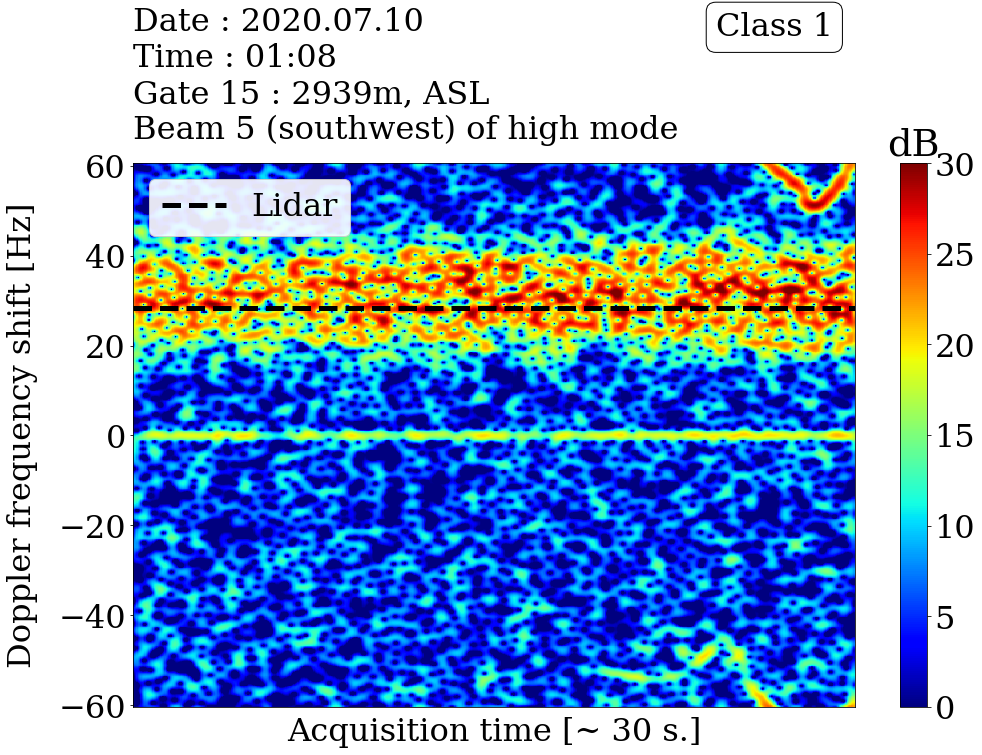 Date : 2020.07.10
Time : 01:08
Gate 15 : 2939m, ASL
Beam 5 (southwest) of high mode
Class 1
dB
Lidar
60
40
20
0
−20
−40
−60
Doppler frequency shift [Hz]
Acquisition time [~ 30 s.]
30
25
20
15
10
5
0